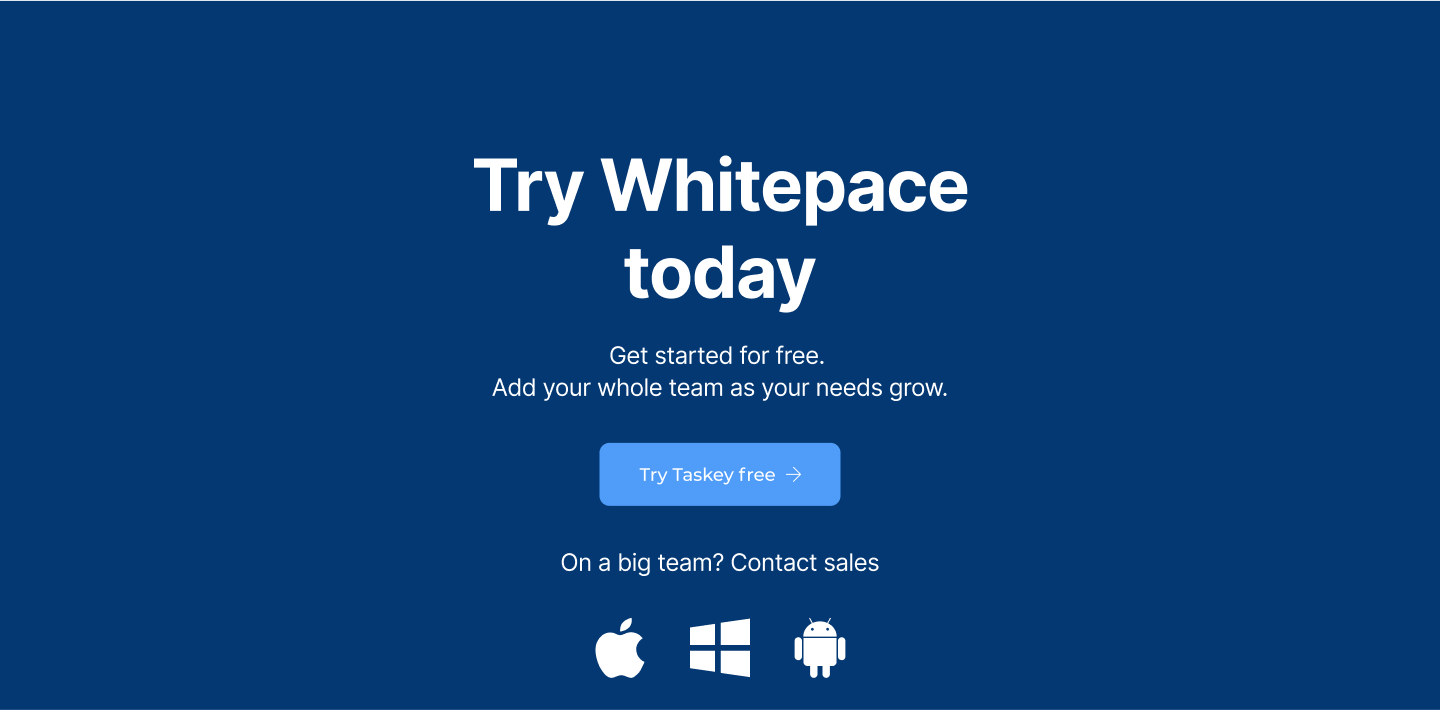 Try Whitepace
today
Get started for free.
Add your whole team as your needs grow.
Try Taskey free
On a big team? Contact sales